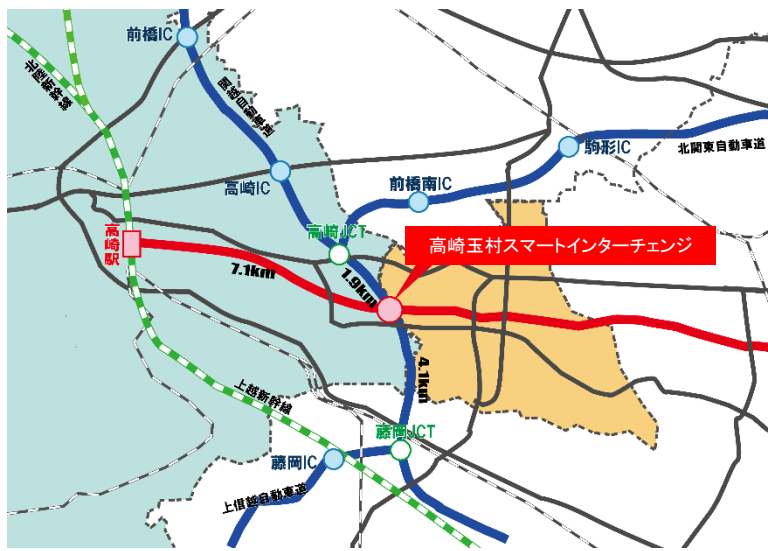 前橋IC
北陸新幹線
関越自動車道
駒形IC
北関東自動車道
高崎IC
前橋南IC
高崎JCT
高崎駅
高崎玉村スマートインターチェンジ
7.1km
1.9km
4.1km
上越新幹線
藤岡JCT
藤岡IC
上信越自動車道